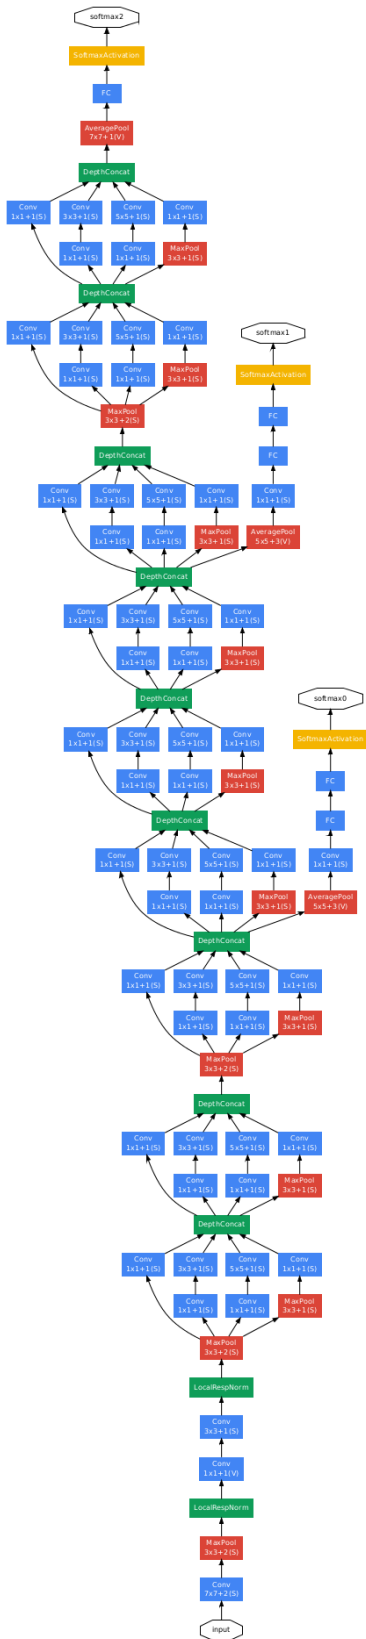 softmax2
SoftmaxActivation
FC
AveragePool
7x7+1(V)
DepthConcat
Conv
1x1+1(S)
Conv
3x3+1(S)
Conv
5x5+1(S)
Conv
1x1+1(S)
Conv
1x1+1(S)
Conv
1x1+1(S)
MaxPool
3x3+1(S)
DepthConcat
Conv
1x1+1(S)
Conv
3x3+1(S)
Conv
5x5+1(S)
Conv
1x1+1(S)
softmax1
Conv
1x1+1(S)
Conv
1x1+1(S)
MaxPool
3x3+1(S)
SoftmaxActivation
MaxPool
3x3+2(S)
FC
DepthConcat
FC
Conv
1x1+1(S)
Conv
3x3+1(S)
Conv
5x5+1(S)
Conv
1x1+1(S)
Conv
1x1+1(S)
Conv
1x1+1(S)
Conv
1x1+1(S)
MaxPool
3x3+1(S)
AveragePool
5x5+3(V)
DepthConcat
Conv
1x1+1(S)
Conv
3x3+1(S)
Conv
5x5+1(S)
Conv
1x1+1(S)
Conv
1x1+1(S)
Conv
1x1+1(S)
MaxPool
3x3+1(S)
DepthConcat
softmax0
Conv
1x1+1(S)
Conv
3x3+1(S)
Conv
5x5+1(S)
Conv
1x1+1(S)
SoftmaxActivation
Conv
1x1+1(S)
Conv
1x1+1(S)
MaxPool
3x3+1(S)
FC
DepthConcat
FC
Conv
1x1+1(S)
Conv
3x3+1(S)
Conv
5x5+1(S)
Conv
1x1+1(S)
Conv
1x1+1(S)
Conv
1x1+1(S)
Conv
1x1+1(S)
MaxPool
3x3+1(S)
AveragePool
5x5+3(V)
DepthConcat
Conv
1x1+1(S)
Conv
3x3+1(S)
Conv
5x5+1(S)
Conv
1x1+1(S)
Conv
1x1+1(S)
Conv
1x1+1(S)
MaxPool
3x3+1(S)
MaxPool
3x3+2(S)
DepthConcat
Conv
1x1+1(S)
Conv
3x3+1(S)
Conv
5x5+1(S)
Conv
1x1+1(S)
Conv
1x1+1(S)
Conv
1x1+1(S)
MaxPool
3x3+1(S)
DepthConcat
Conv
1x1+1(S)
Conv
3x3+1(S)
Conv
5x5+1(S)
Conv
1x1+1(S)
Conv
1x1+1(S)
Conv
1x1+1(S)
MaxPool
3x3+1(S)
MaxPool
3x3+2(S)
LocalRespNorm
Conv
3x3+1(S)
Conv
1x1+1(V)
LocalRespNorm
MaxPool
3x3+2(S)
Conv
7x7+2(S)
input